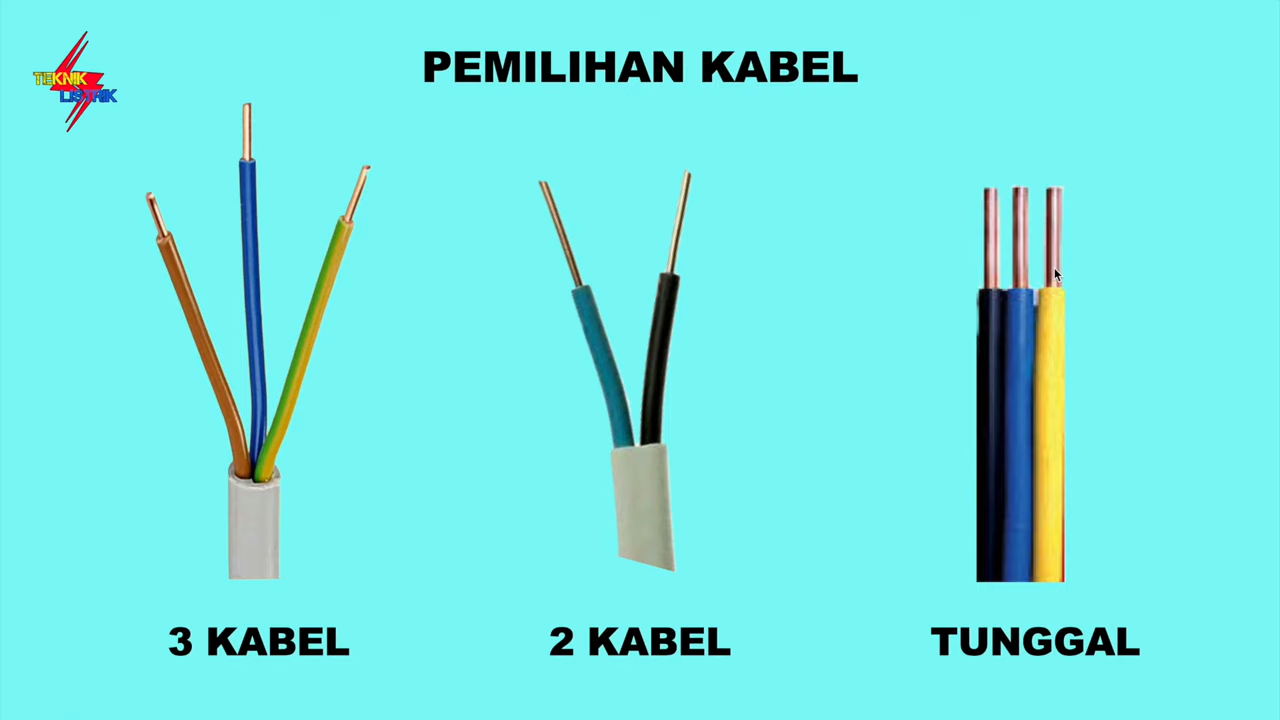 PEMILIHAN KABEL
TEKNIK
LISTRIK
3 KABEL
2 KABEL
TUNGGAL